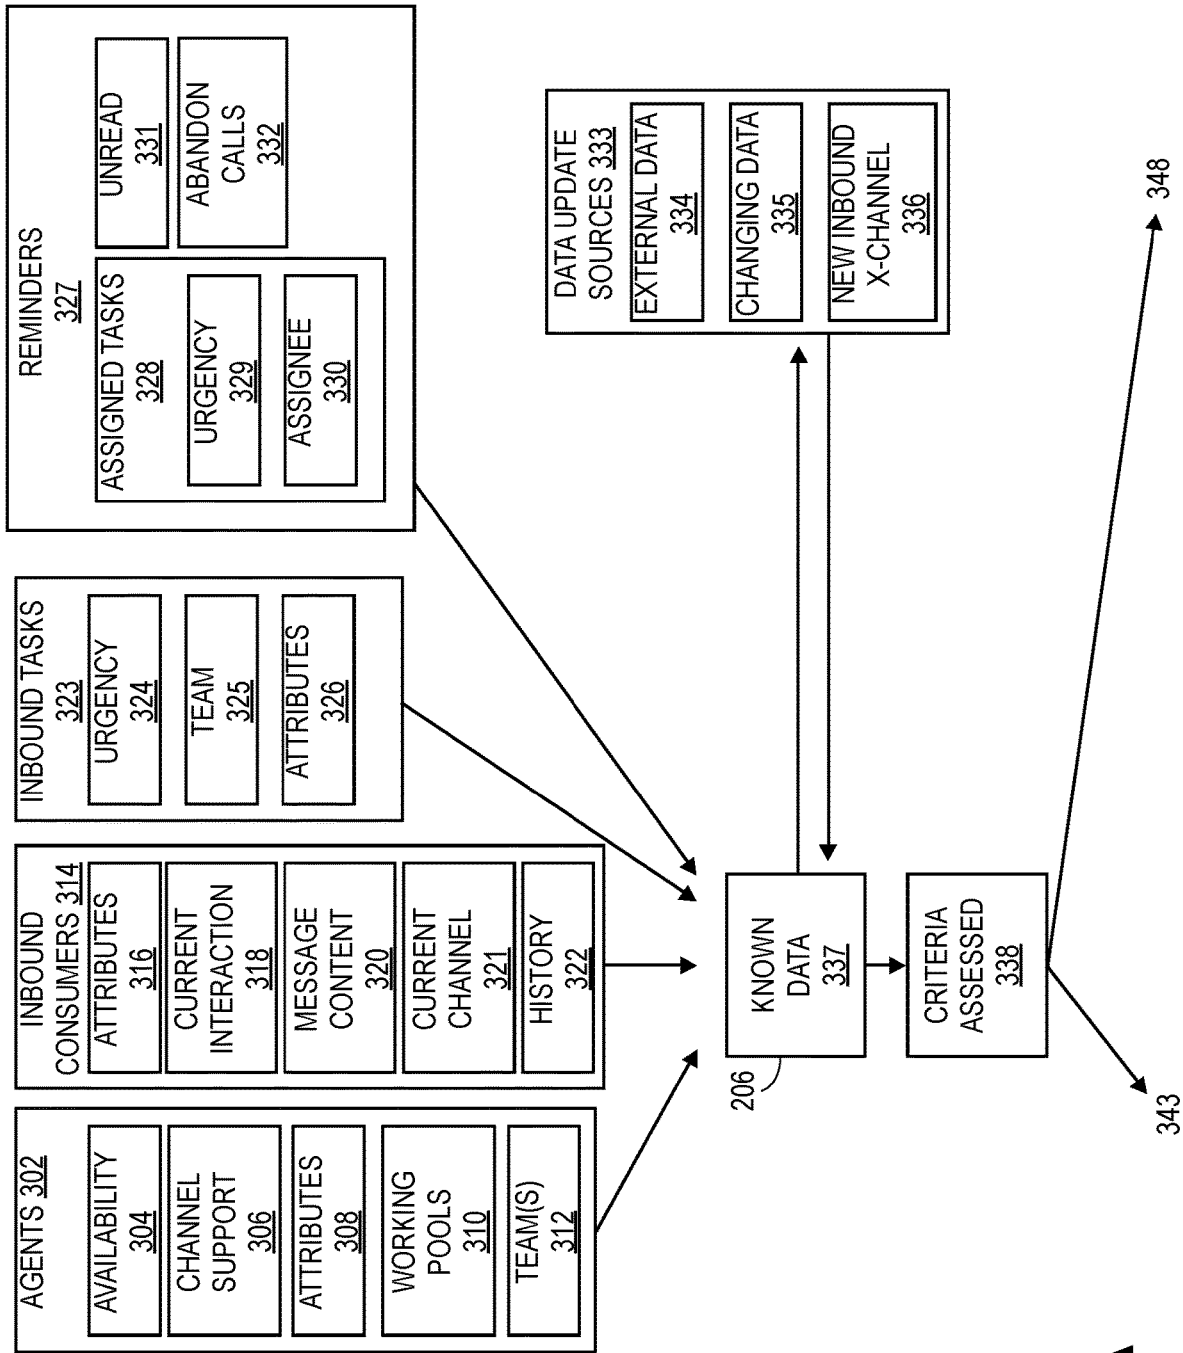 AGENTS 302
AVAILABILITY
304
CHANNEL
SUPPORT
306
ATTRIBUTES
308
WORKING
POOLS
310
TEAM(S)
312
INBOUND
CONSUMERS 314
ATTRIBUTES
316
CURRENT
INTERACTION
318
MESSAGE
CONTENT
320
CURRENT
CHANNEL
321
HISTORY
322
INBOUND TASKS
323
URGENCY
324
TEAM
325
ATTRIBUTES
326
REMINDERS
327
ASSIGNED TASKS
328
URGENCY
329
ASSIGNEE
330
UNREAD
331
ABANDON
CALLS
332
DATA UPDATE
SOURCES 333
EXTERNAL DATA
334
CHANGING DATA
335
NEW INBOUND
X-CHANNEL
336
206
KNOWN
DATA
337
CRITERIA
ASSESSED
338
343
348